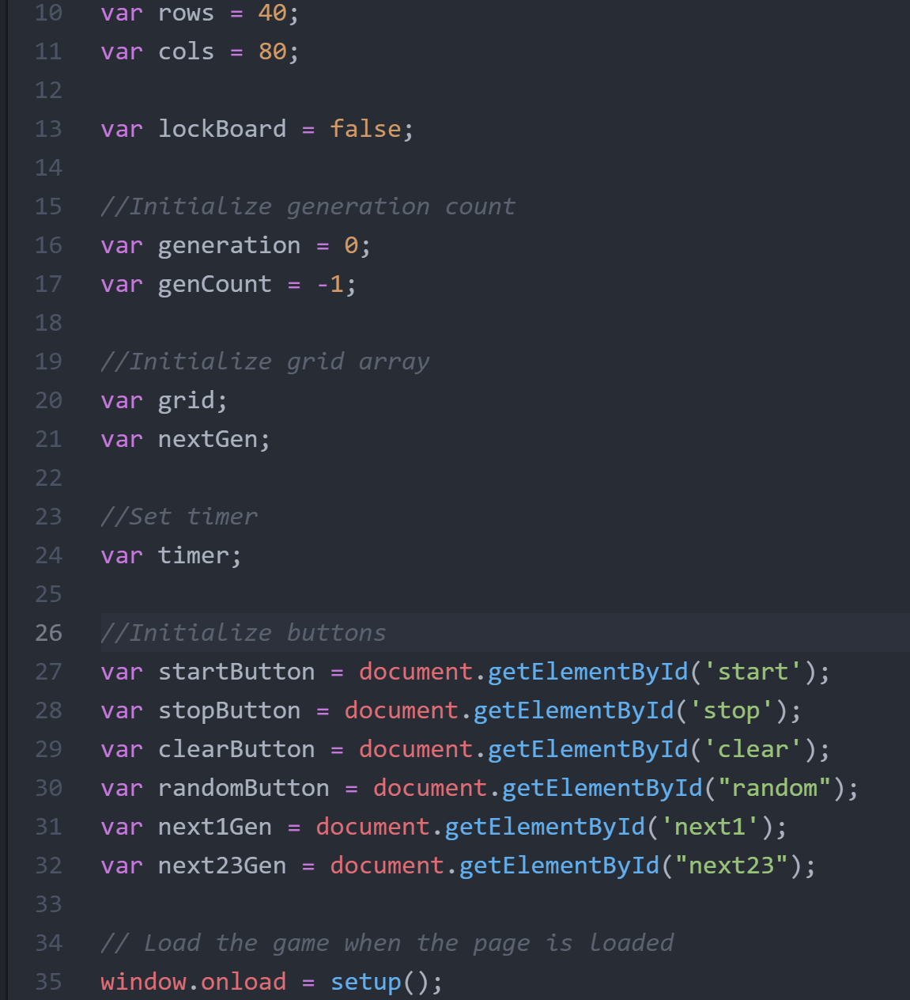 10 var rows = 40;
11 var cols = 80;
12
13 var lockBoard = false;
14
15 //Initialize generation count
16 var generation = 0;
17 var genCount = -1;
18
19 //Initialize grid array
20 var grid;
21 var nextGen;
22
23 //Set timer
24 var timer;
25
26 //Initialize buttons
27 var startButton = document.getElementById('start');
28 var stopButton = document.getElementById('stop');
29 var clearButton = document.getElementById('clear');
30 var randomButton = document.getElementById("random");
31 var next1Gen = document.getElementById('next1');
32 var next23Gen = document.getElementById("next23");
33
34 // Load the game when the page is loaded
35 window.onload = setup();